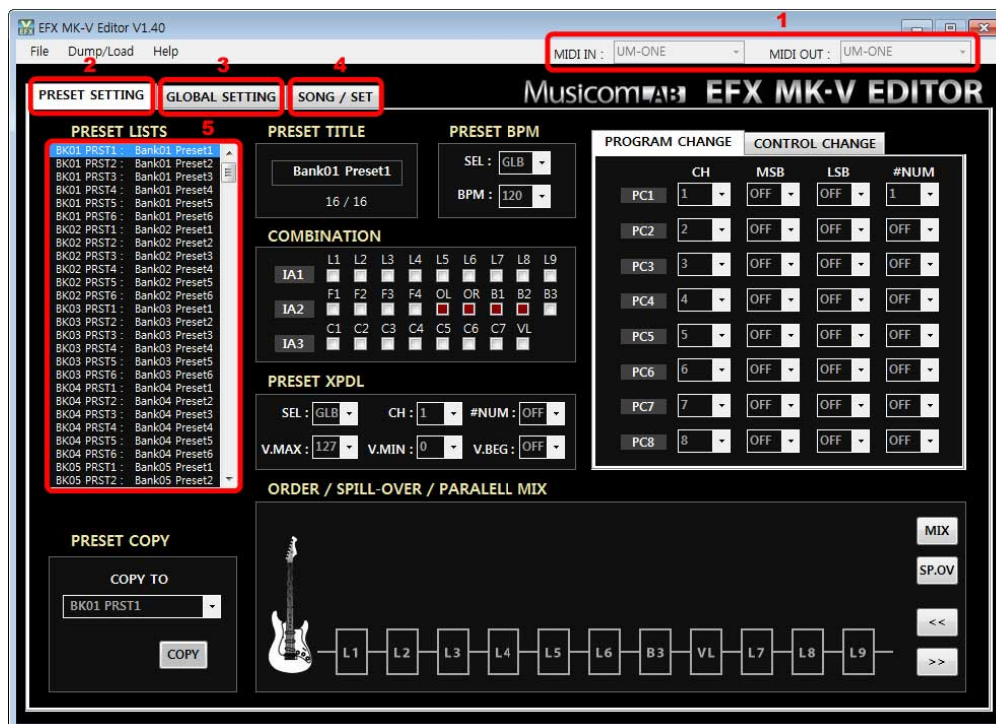 EFX MK-V Editor V1.40
1
File Dump/Load Help
MIDI IN : UM-ONE MIDI OUT : UM-ONE
2 3 4
PRESET SETTING GLOBAL SETTING SONG / SET
MusicomLAB EFX MK-V EDITOR
PRESET LISTS 5
BK01 PRST1 : Bank01 Preset1
BK01 PRST2 : Bank01 Preset2
BK01 PRST3 : Bank01 Preset3
BK01 PRST4 : Bank01 Preset4
BK01 PRST5 : Bank01 Preset5
BK01 PRST6 : Bank01 Preset6
BK02 PRST1 : Bank02 Preset1
BK02 PRST2 : Bank02 Preset2
BK02 PRST3 : Bank02 Preset3
BK02 PRST4 : Bank02 Preset4
BK02 PRST5 : Bank02 Preset5
BK02 PRST6 : Bank02 Preset6
BK03 PRST1 : Bank03 Preset1
BK03 PRST2 : Bank03 Preset2
BK03 PRST3 : Bank03 Preset3
BK03 PRST4 : Bank03 Preset4
BK03 PRST5 : Bank03 Preset5
BK03 PRST6 : Bank03 Preset6
BK04 PRST1 : Bank04 Preset1
BK04 PRST2 : Bank04 Preset2
BK04 PRST3 : Bank04 Preset3
BK04 PRST4 : Bank04 Preset4
BK04 PRST5 : Bank04 Preset5
BK04 PRST6 : Bank04 Preset6
BK05 PRST1 : Bank05 Preset1
BK05 PRST2 : Bank05 Preset2
PRESET COPY
COPY TO
BK01 PRST1
COPY
PRESET TITLE
Bank01 Preset1
16 / 16
PRESET BPM
SEL : GLB
BPM : 120
COMBINATION
L1 L2 L3 L4 L5 L6 L7 L8 L9
IA1
F1 F2 F3 F4 OL OR B1 B2 B3
IA2
C1 C2 C3 C4 C5 C6 C7 VL
IA3
PRESET XPDL
SEL : GLB CH : 1 #NUM : OFF
V.MAX : 127 V.MIN : 0 V.BEG : OFF
PROGRAM CHANGE CONTROL CHANGE
CH MSB LSB #NUM
PC1 1 OFF OFF 1
PC2 2 OFF OFF OFF
PC3 3 OFF OFF OFF
PC4 4 OFF OFF OFF
PC5 5 OFF OFF OFF
PC6 6 OFF OFF OFF
PC7 7 OFF OFF OFF
PC8 8 OFF OFF OFF
ORDER / SPILL-OVER / PARALELL MIX
MIX
SP.OV
<<
>>
L1 L2 L3 L4 L5 L6 B3 VL L7 L8 L9